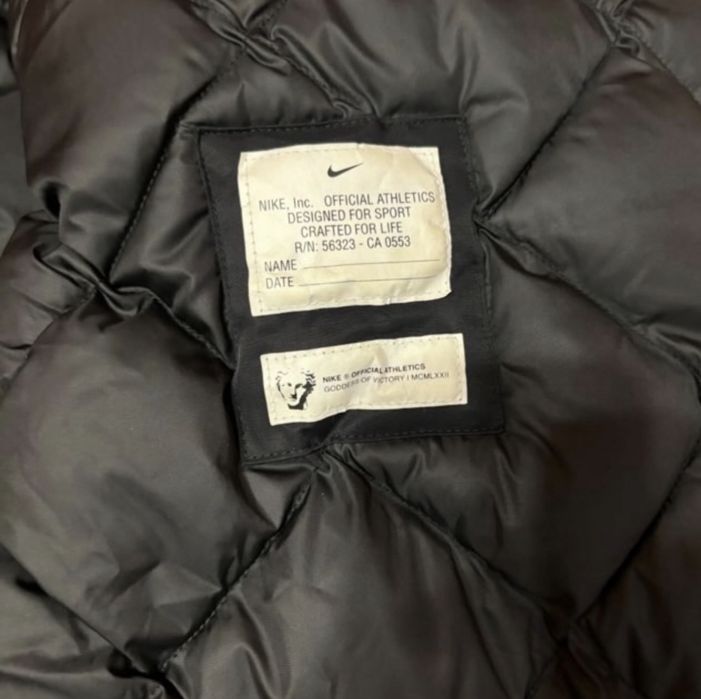 NIKE, Inc. OFFICIAL ATHLETICS
DESIGNED FOR SPORT
CRAFTED FOR LIFE
R/N: 56323 - CA 0553
NAME
DATE
NIKE ® OFFICIAL ATHLETICS
GODDESS OF VICTORY | MCMLXXII